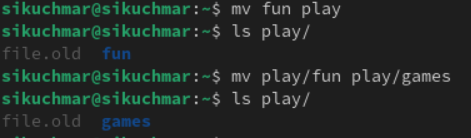 sikuchmar@sikuchmar:~$ mv fun play
sikuchmar@sikuchmar:~$ ls play/
file.old  fun
sikuchmar@sikuchmar:~$ mv play/fun play/games
sikuchmar@sikuchmar:~$ ls play/
file.old  games